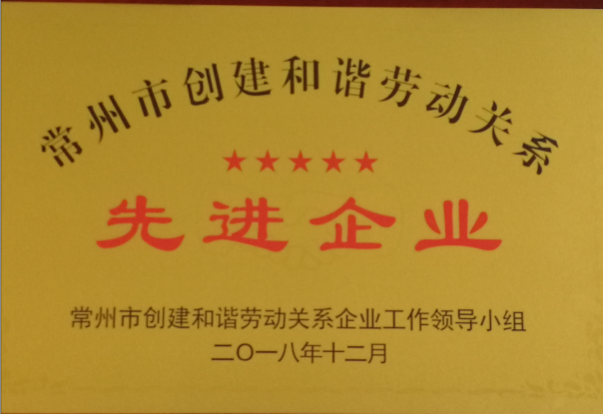 常州市创建和谐劳动关系
★★★★★
先进企业
常州市创建和谐劳动关系企业工作领导小组
二〇一八年十二月